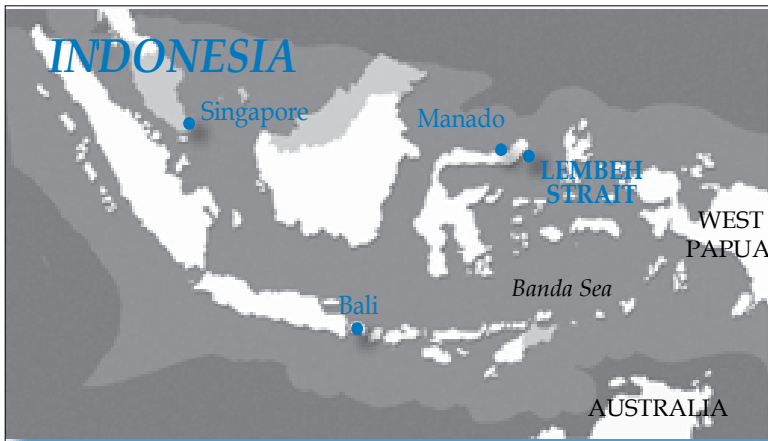 INDONESIA
Singapore
Manado
LEMBEH
STRAIT
WEST
PAPUA
Banda Sea
Bali
AUSTRALIA